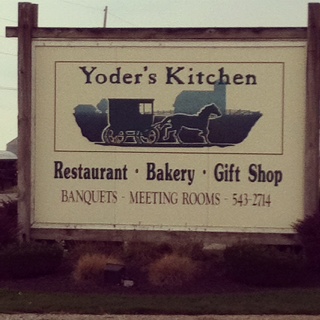 Yoder's Kitchen
Restaurant · Bakery · Gift Shop
BANQUETS - MEETING ROOMS - 543-2714